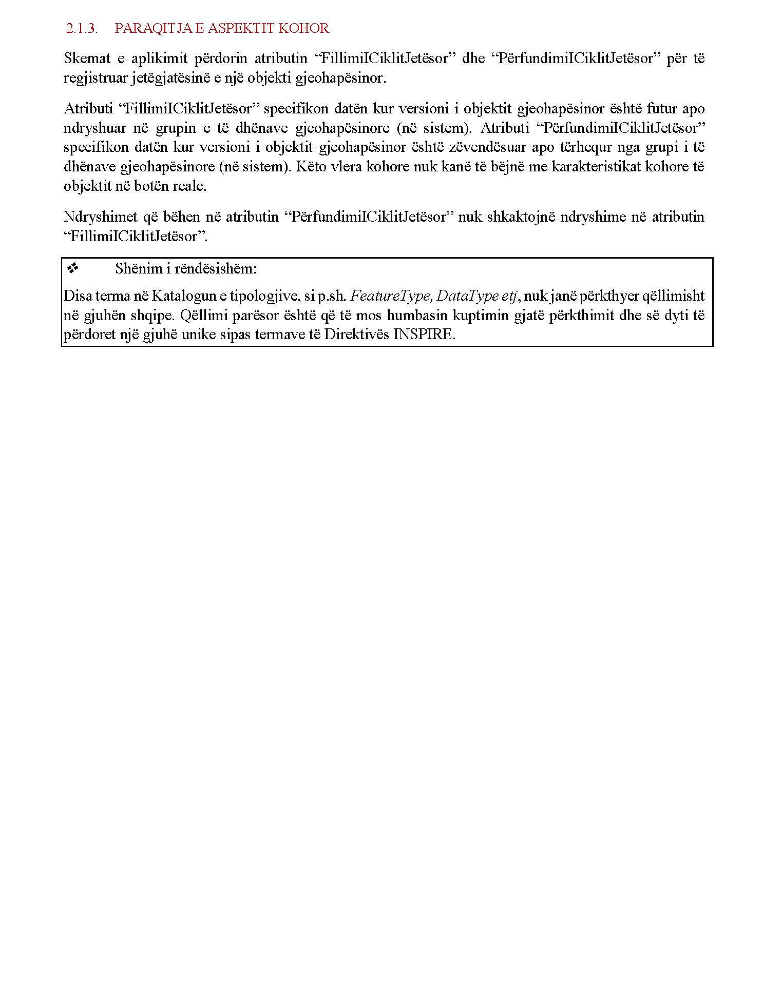 2.1.3. PARAQITJA E ASPEKTIT KOHOR
Skemat e aplikimit përdorin atributin “FillimiICiklitJetësor” dhe “PërfundimiICiklitJetësor” për të
regjistruar jetëgjatësinë e një objekti gjeohapësinor.
Atributi “FillimiICiklitJetësor” specifikon datën kur versioni i objektit gjeohapësinor është futur apo
ndryshuar në grupin e të dhënave gjeohapësinore (në sistem). Atributi “PërfundimiICiklitJetësor”
specifikon datën kur versioni i objektit gjeohapësinor është zëvendësuar apo tërhequr nga grupi i të
dhënave gjeohapësinore (në sistem). Këto vlera kohore nuk kanë të bëjnë me karakteristikat kohore të
objektit në botën reale.
Ndryshimet që bëhen në atributin “PërfundimiICiklitJetësor” nuk shkaktojnë ndryshime në atributin
“FillimiICiklitJetësor”.
❖ Shënim i rëndësishëm:
Disa terma në Katalogun e tipologjive, si p.sh. FeatureType, DataType etj, nuk janë përkthyer qëllimisht
në gjuhën shqipe. Qëllimi parësor është që të mos humbasin kuptimin gjatë përkthimit dhe së dyti të
përdoret një gjuhë unike sipas termave të Direktivës INSPIRE.